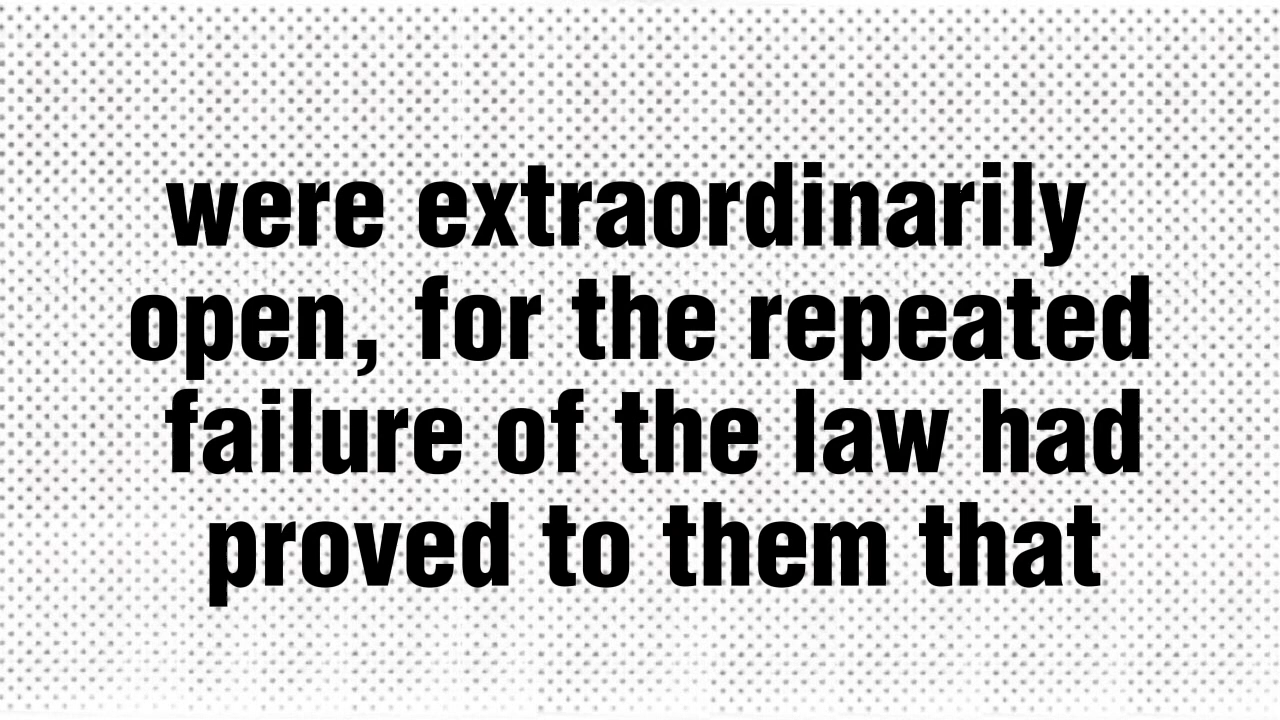 were extraordinarily
open, for the repeated
failure of the law had
proved to them that